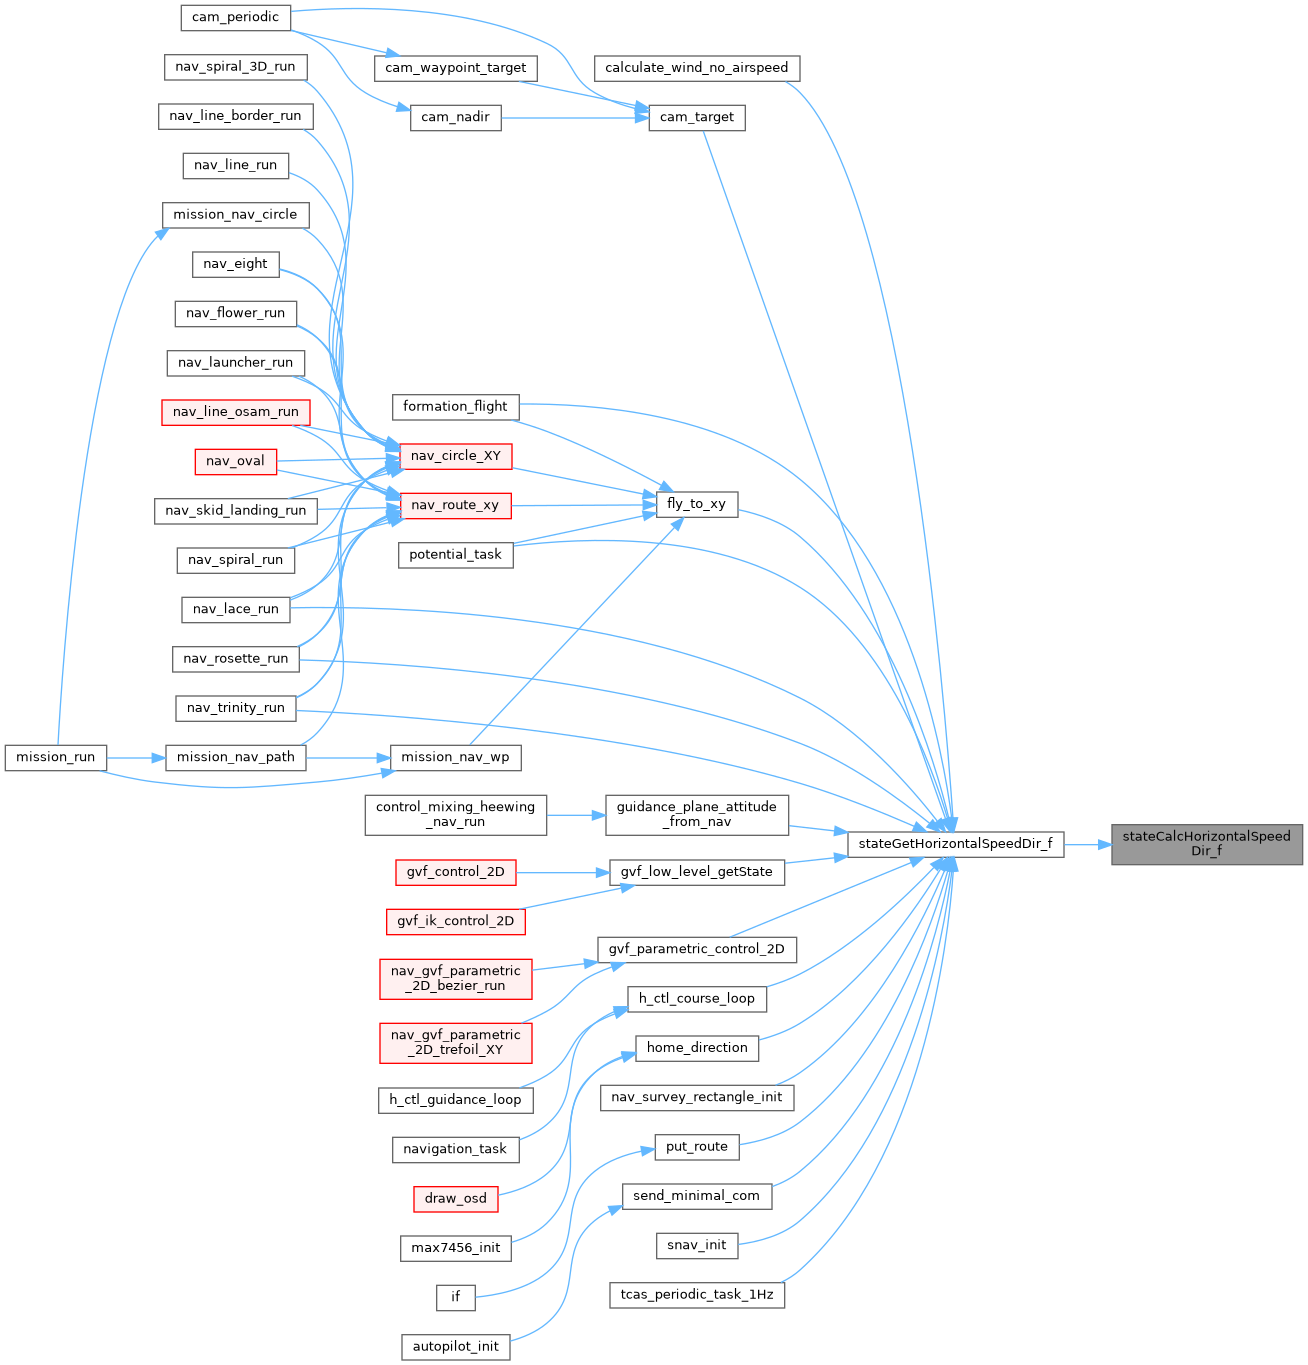 cam_periodic
nav_spiral_3D_run
cam_waypoint_target
calculate_wind_no_airspeed
nav_line_border_run
cam_nadir
cam_target
nav_line_run
mission_nav_circle
nav_eight
nav_flower_run
nav_launcher_run
formation_flight
nav_line_osam_run
nav_circle_XY
nav_oval
nav_route_xy
fly_to_xy
nav_skid_landing_run
potential_task
nav_spiral_run
nav_lace_run
nav_rosette_run
nav_trinity_run
mission_run
mission_nav_path
mission_nav_wp
control_mixing_heewing
_nav_run
guidance_plane_attitude
_from_nav
stateGetHorizontalSpeedDir_f
stateCalcHorizontalSpeed
Dir_f
gvf_control_2D
gvf_low_level_getState
gvf_ik_control_2D
gvf_parametric_control_2D
nav_gvf_parametric
_2D_bezier_run
h_ctl_course_loop
nav_gvf_parametric
_2D_trefoil_XY
home_direction
h_ctl_guidance_loop
nav_survey_rectangle_init
navigation_task
put_route
draw_osd
send_minimal_com
max7456_init
snav_init
if
tcas_periodic_task_1Hz
autopilot_init